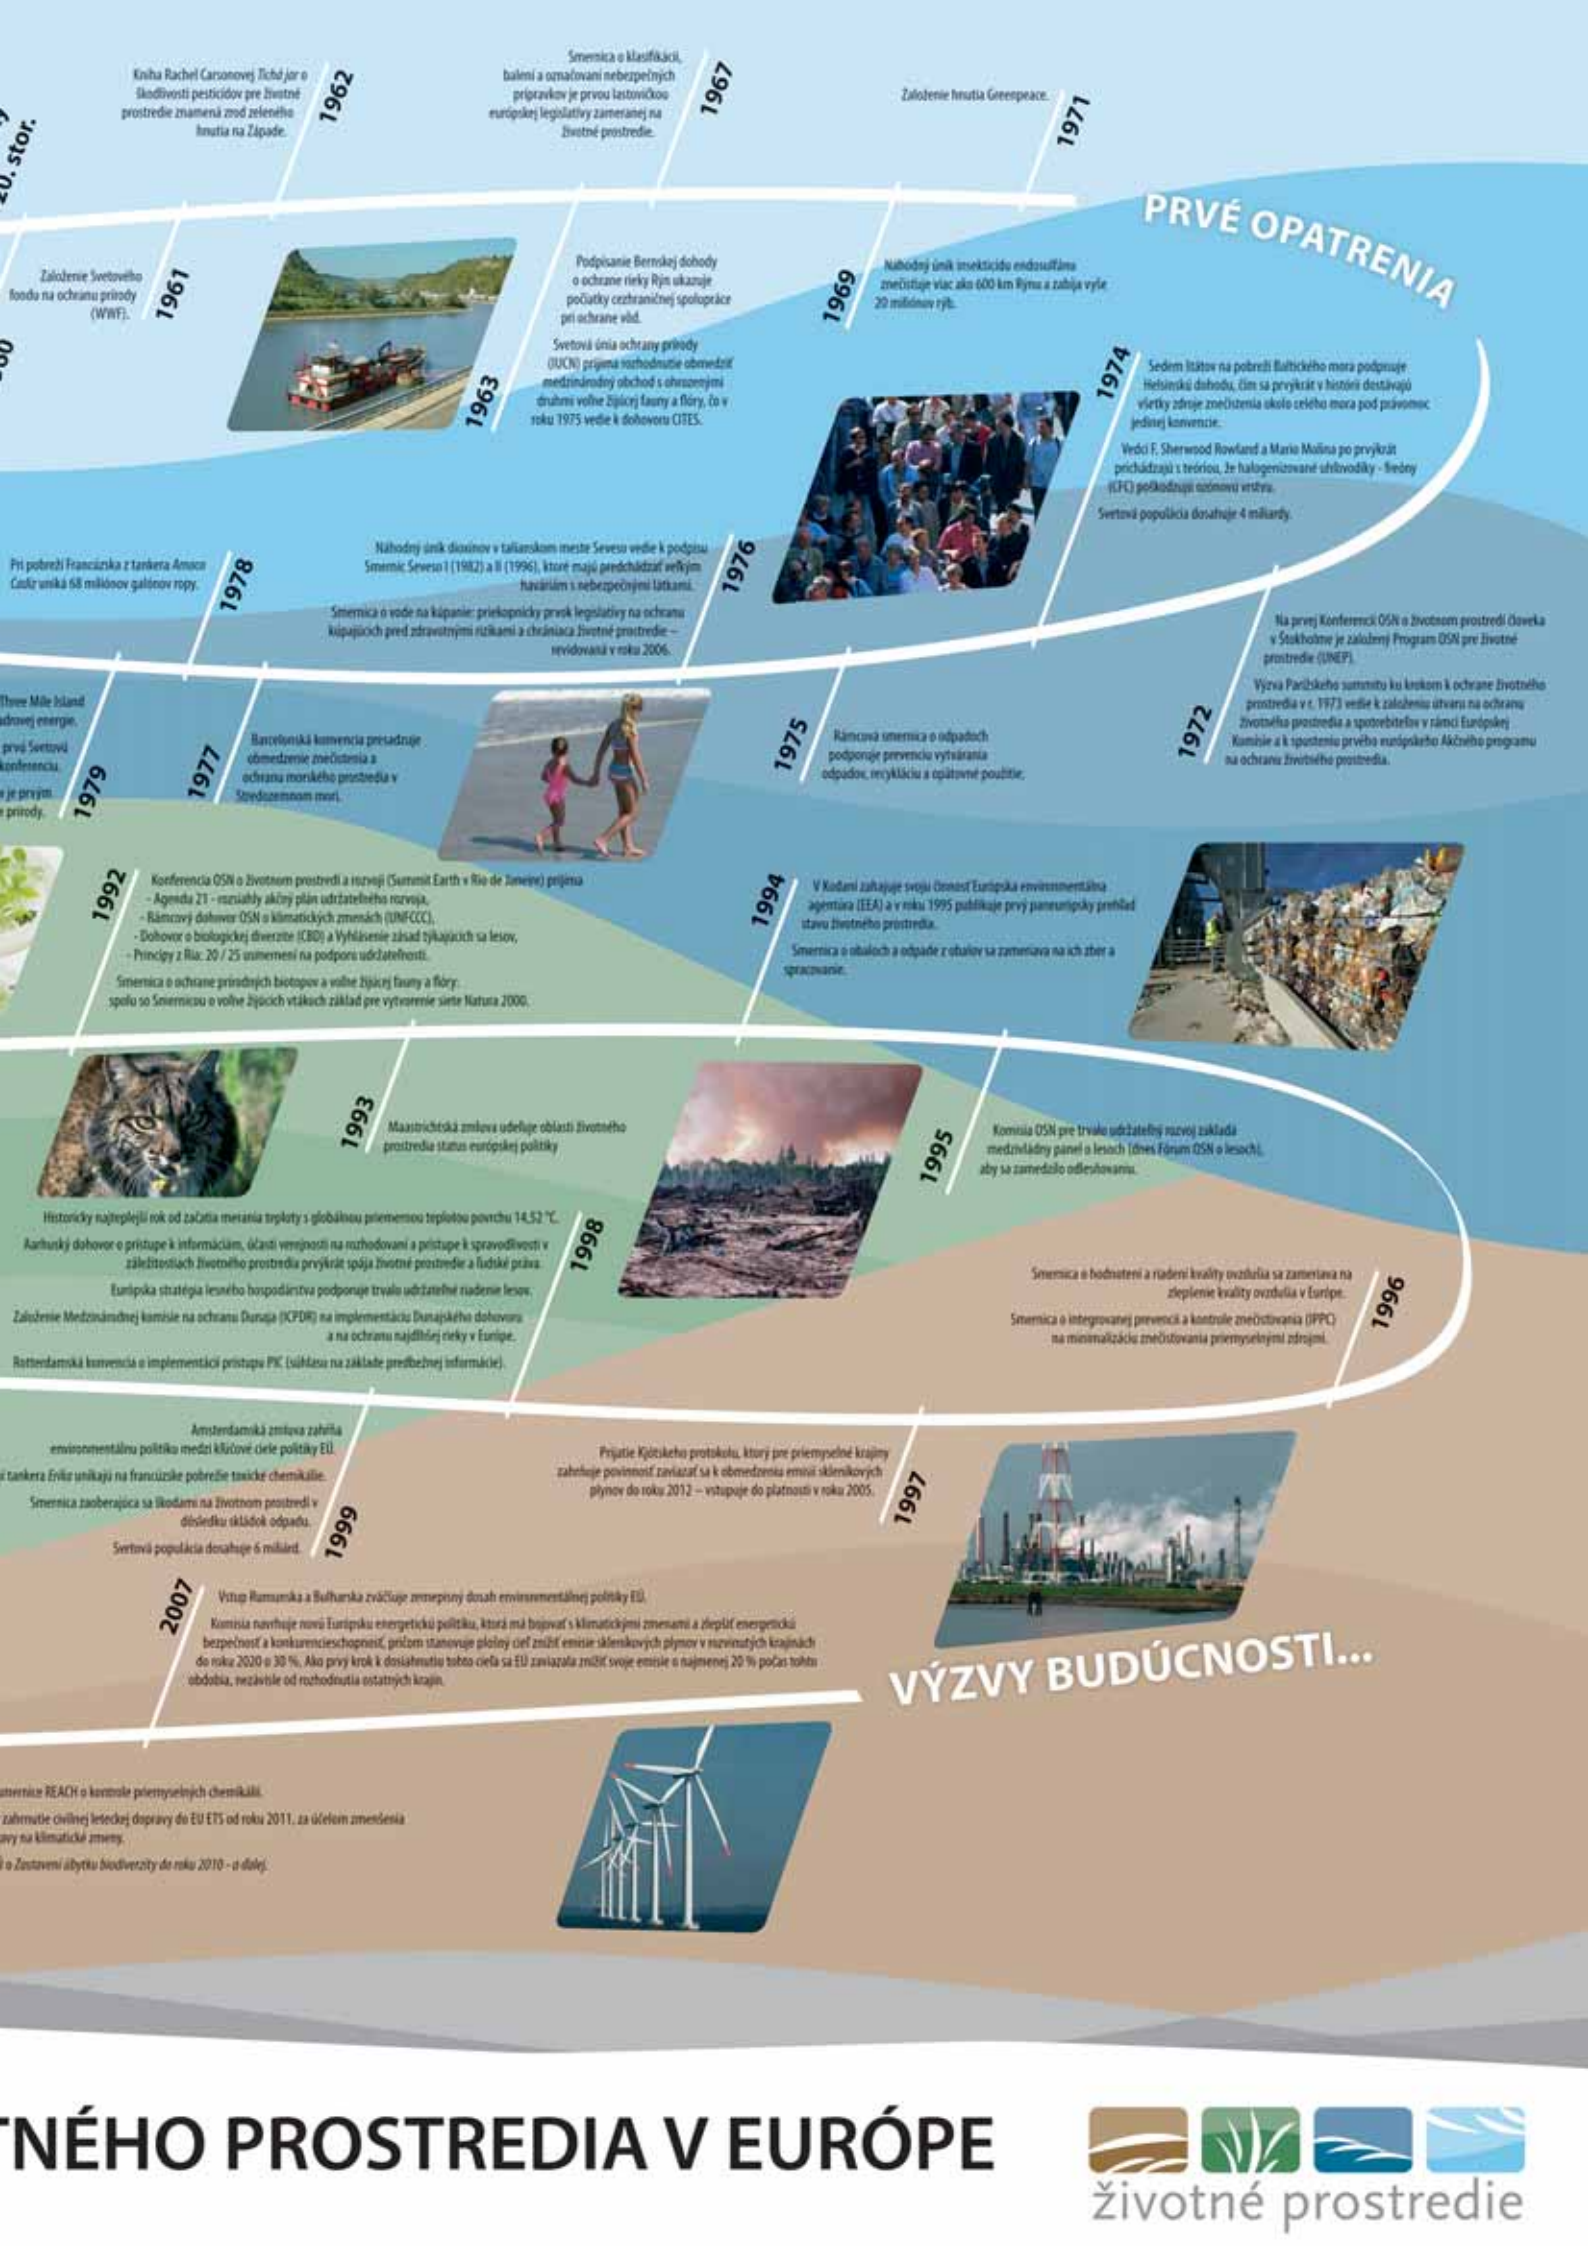 20. stor.
Kniha Rachel Carsonovej Tichá jar o
škodlivosti pesticídov pre životné
prostredie znamená zrod zeleného
hnutia na Západe.
1962
Smernica o klasifikácii,
balení a označovaní nebezpečných
prípravkov je prvou lastovičkou
európskej legislatívy zameranej na
životné prostredie.
1967
Založenie hnutia Greenpeace.
1971
PRVÉ OPATRENIA
Založenie Svetového
fondu na ochranu prírody
(WWF).
1961
Podpísanie Bernskej dohody
o ochrane rieky Rýn ukazuje
počiatky cezhraničnej spolupráce
pri ochrane vôd.
Svetová únia ochrany prírody
(IUCN) prijíma rozhodnutie obmedziť
medzinárodný obchod s ohrozenými
druhmi voľne žijúcej fauny a flóry, čo v
roku 1975 vedie k dohovoru CITES.
1963
1969
Náhodný únik insekticídu endosulfánu
znečisťuje viac ako 600 km Rýnu a zabíja vyše
20 miliónov rýb.
1974
Sedem štátov na pobreží Baltického mora podpisuje
Helsinskú dohodu, čím sa prvýkrát v histórii dostávajú
všetky zdroje znečistenia okolo celého mora pod právomoc
jedinej konvencie.
Vedci F. Sherwood Rowland a Mario Molina po prvýkrát
prichádzajú s teóriou, že halogenizované uhľovodíky - freóny
(CFC) poškodzujú ozónovú vrstvu.
Svetová populácia dosahuje 4 miliardy.
Pri pobreží Francúzska z tankera Amoco
Cadiz uniká 68 miliónov galónov ropy.
1978
Náhodný únik dioxínov v talianskom meste Seveso vedie k podpisu
Smerníc Seveso I (1982) a II (1996), ktoré majú predchádzať veľkým
haváriám s nebezpečnými látkami.
Smernica o vode na kúpanie: priekopnícky prvok legislatívy na ochranu
kúpajúcich pred zdravotnými rizikami a chrániaca životné prostredie –
revidovaná v roku 2006.
1976
1972
Na prvej Konferencii OSN o životnom prostredí človeka
v Štokholme je založený Program OSN pre životné
prostredie (UNEP).
Výzva Parížskeho summitu ku krokom k ochrane životného
prostredia v r. 1973 vedie k založeniu útvaru na ochranu
životného prostredia a spotrebiteľov v rámci Európskej
Komisie a k spusteniu prvého európskeho Akčného programu
na ochranu životného prostredia.
Three Mile Island
adrovej energie.
prvú Svetovú
konferenciu.
je prvým
prírody.
1979
1977
Barcelonská konvencia presadzuje
obmedzenie znečistenia a
ochranu morského prostredia v
Stredozemnom mori.
1975
Rámcová smernica o odpadoch
podporuje prevenciu vytvárania
odpadov, recykláciu a opätovné použitie.
1992
Konferencia OSN o životnom prostredí a rozvoji (Summit Earth v Rio de Janeire) prijíma
- Agendu 21 - rozsiahly akčný plán udržateľného rozvoja,
- Rámcový dohovor OSN o klimatických zmenách (UNFCCC),
- Dohovor o biologickej diverzite (CBD) a Vyhlásenie zásad týkajúcich sa lesov,
- Princípy z Ria: 20 / 25 usmernení na podporu udržateľnosti.
Smernica o ochrane prírodných biotopov a voľne žijúcej fauny a flóry:
spolu so Smernicou o voľne žijúcich vtákoch základ pre vytvorenie siete Natura 2000.
1994
V Kodani zahajuje svoju činnosť Európska environmentálna
agentúra (EEA) a v roku 1995 publikuje prvý paneurópsky prehľad
stavu životného prostredia.
Smernica o obaloch a odpade z obalov sa zameriava na ich zber a
spracovanie.
1993
Maastrichtská zmluva udeľuje oblasti životného
prostredia status európskej politiky
1995
Komisia OSN pre trvalo udržateľný rozvoj zakladá
medzivládny panel o lesoch (dnes Fórum OSN o lesoch),
aby sa zamedzilo odlesňovaniu.
Historicky najteplejší rok od začatia merania teploty s globálnou priemernou teplotou povrchu 14,52 °C.
Aarhuský dohovor o prístupe k informáciám, účasti verejnosti na rozhodovaní a prístupe k spravodlivosti v
záležitostiach životného prostredia prvýkrát spája životné prostredie a ľudské práva.
Európska stratégia lesného hospodárstva podporuje trvalo udržateľné riadenie lesov.
Založenie Medzinárodnej komisie na ochranu Dunaja (ICPDR) na implementáciu Dunajského dohovoru
a na ochranu najdlhšej rieky v Európe.
Rotterdamská konvencia o implementácii prístupu PIC (súhlasu na základe predbežnej informácie).
1998
Smernica o hodnotení a riadení kvality ovzdušia sa zameriava na
zlepšenie kvality ovzdušia v Európe.
Smernica o integrovanej prevencii a kontrole znečisťovania (IPPC)
na minimalizáciu znečisťovania priemyselnými zdrojmi.
1996
Amsterdamská zmluva zahŕňa
environmentálnu politiku medzi kľúčové ciele politiky EÚ.
tankera Erika unikajú na francúzske pobrežie toxické chemikálie.
Smernica zaoberajúca sa škodami na životnom prostredí v
dôsledku skládok odpadu.
Svetová populácia dosahuje 6 miliárd.
1999
Prijatie Kjótskeho protokolu, ktorý pre priemyselné krajiny
zahrňuje povinnosť zaviazať sa k obmedzeniu emisií skleníkových
plynov do roku 2012 – vstupuje do platnosti v roku 2005.
1997
2007
Vstup Rumunska a Bulharska zväčšuje zemepisný dosah environmentálnej politiky EÚ.
Komisia navrhuje novú Európsku energetickú politiku, ktorá má bojovať s klimatickými zmenami a zlepšiť energetickú
bezpečnosť a konkurencieschopnosť, pričom stanovuje plošný cieľ znížiť emisie skleníkových plynov v rozvinutých krajinách
do roku 2020 o 30 %. Ako prvý krok k dosiahnutiu tohto cieľa sa EÚ zaviazala znížiť svoje emisie o najmenej 20 % počas tohto
obdobia, nezávisle od rozhodnutia ostatných krajín.
VÝZVY BUDÚCNOSTI...
smernice REACH o kontrole priemyselných chemikálií.
zahrnutie civilnej leteckej dopravy do EU ETS od roku 2011, za účelom zmenšenia
avy na klimatické zmeny.
o Zastavení úbytku biodiverzity do roku 2010 - a ďalej.
TNÉHO PROSTREDIA V EURÓPE
životné prostredie